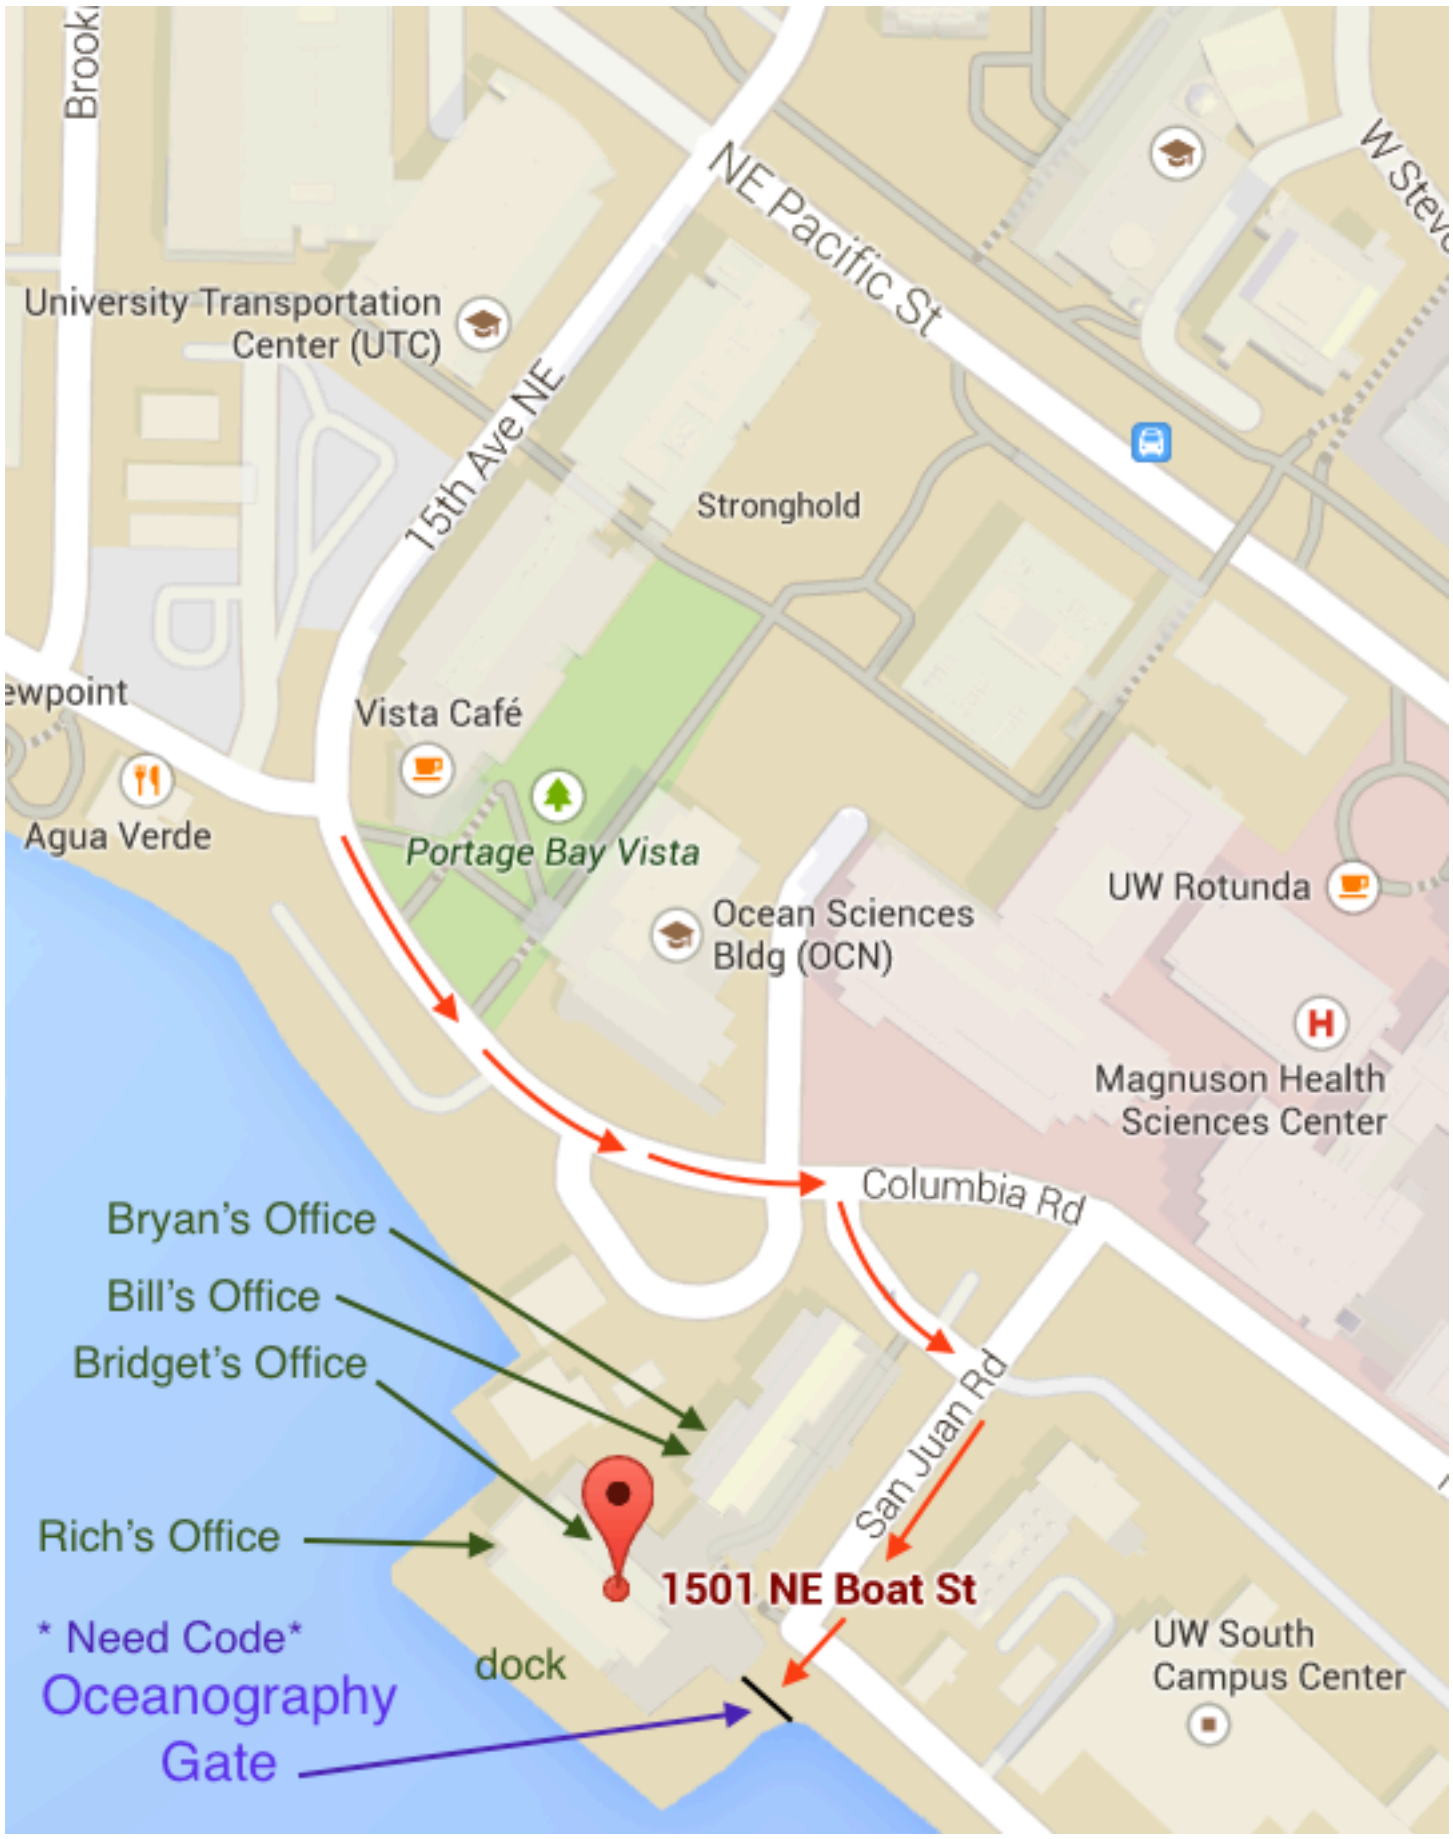 Brookl
NE Pacific St
W Steve
University Transportation
Center (UTC)
15th Ave NE
Stronghold
ewpoint
Vista Café
Agua Verde
Portage Bay Vista
UW Rotunda
Ocean Sciences
Bldg (OCN)
H
Magnuson Health
Sciences Center
Columbia Rd
Bryan's Office
Bill's Office
Bridget's Office
San Juan Rd
Rich's Office
1501 NE Boat St
* Need Code*
Oceanography
Gate
dock
UW South
Campus Center